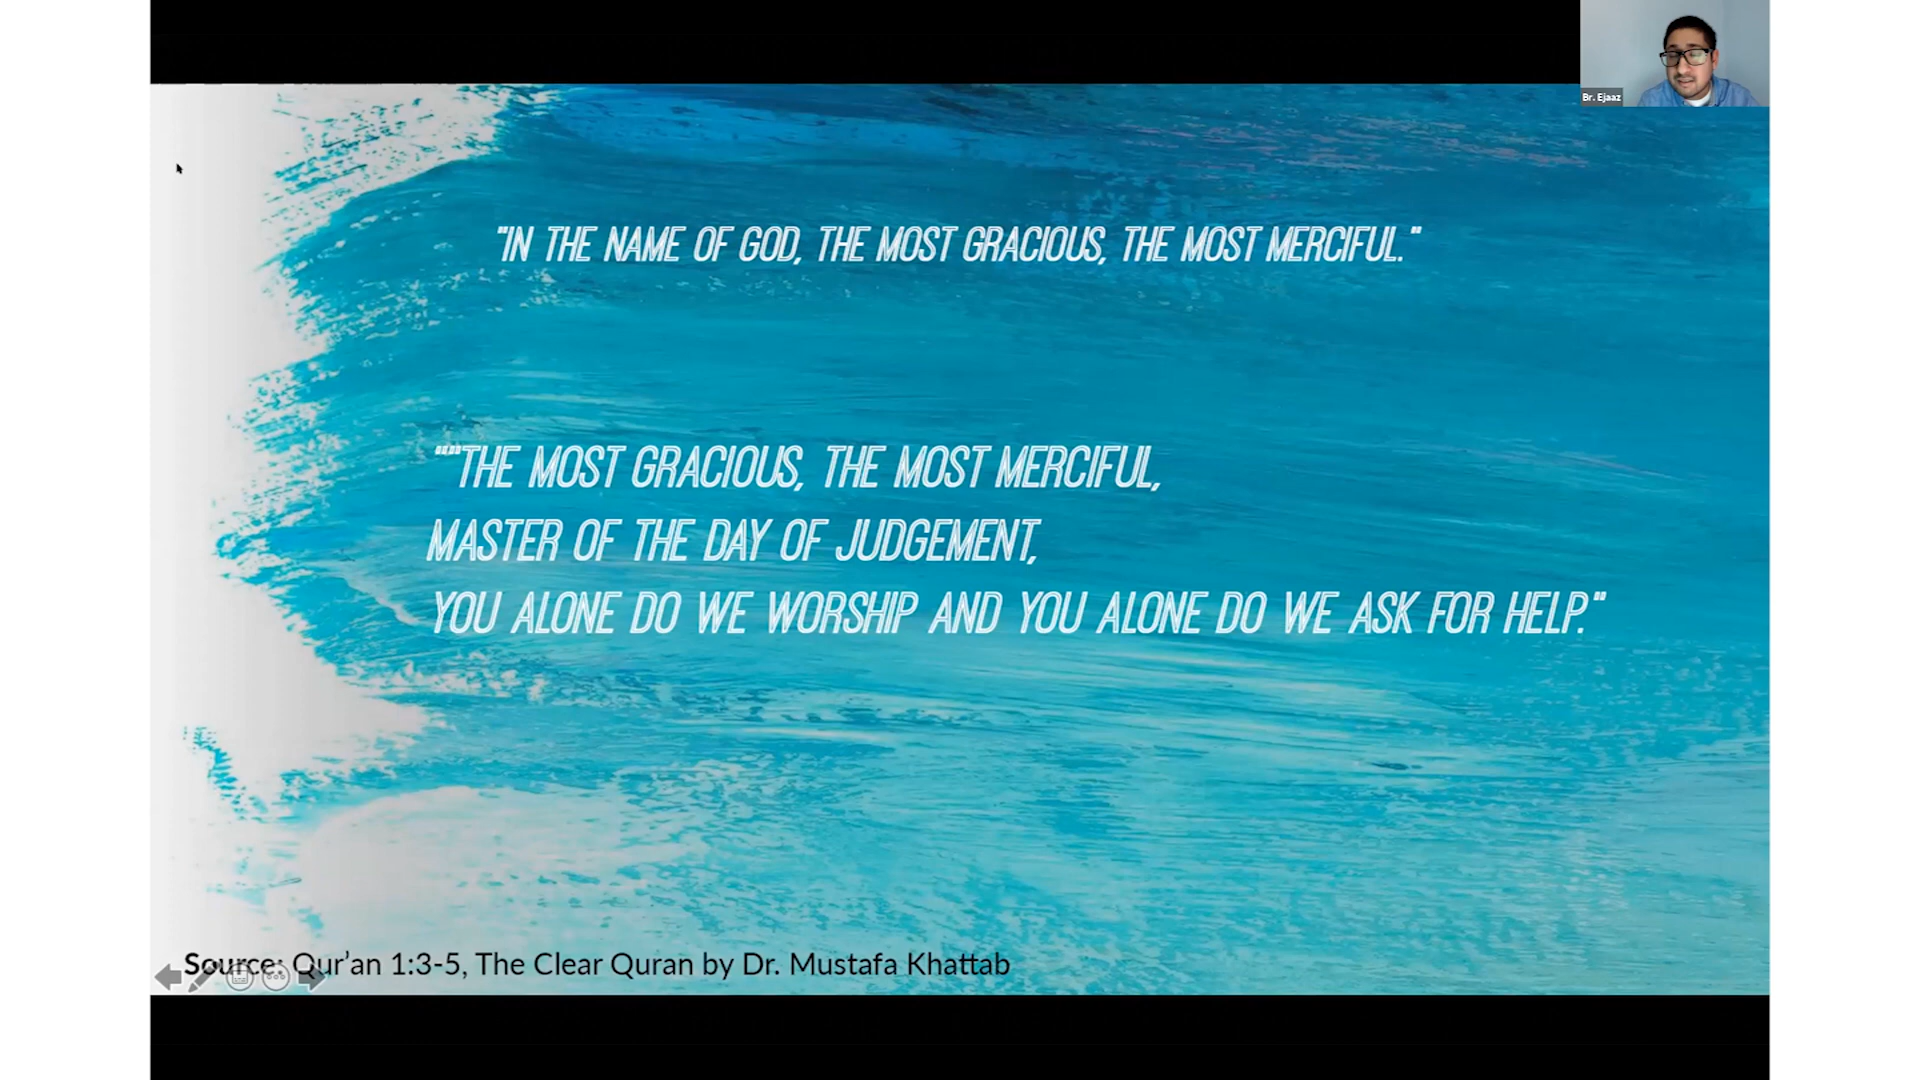 Br. Ejaaz
"IN THE NAME OF GOD, THE MOST GRACIOUS, THE MOST MERCIFUL."
""“THE MOST GRACIOUS, THE MOST MERCIFUL,
MASTER OF THE DAY OF JUDGEMENT,
YOU ALONE DO WE WORSHIP AND YOU ALONE DO WE ASK FOR HELP."
Source: Qur’an 1:3-5, The Clear Quran by Dr. Mustafa Khattab